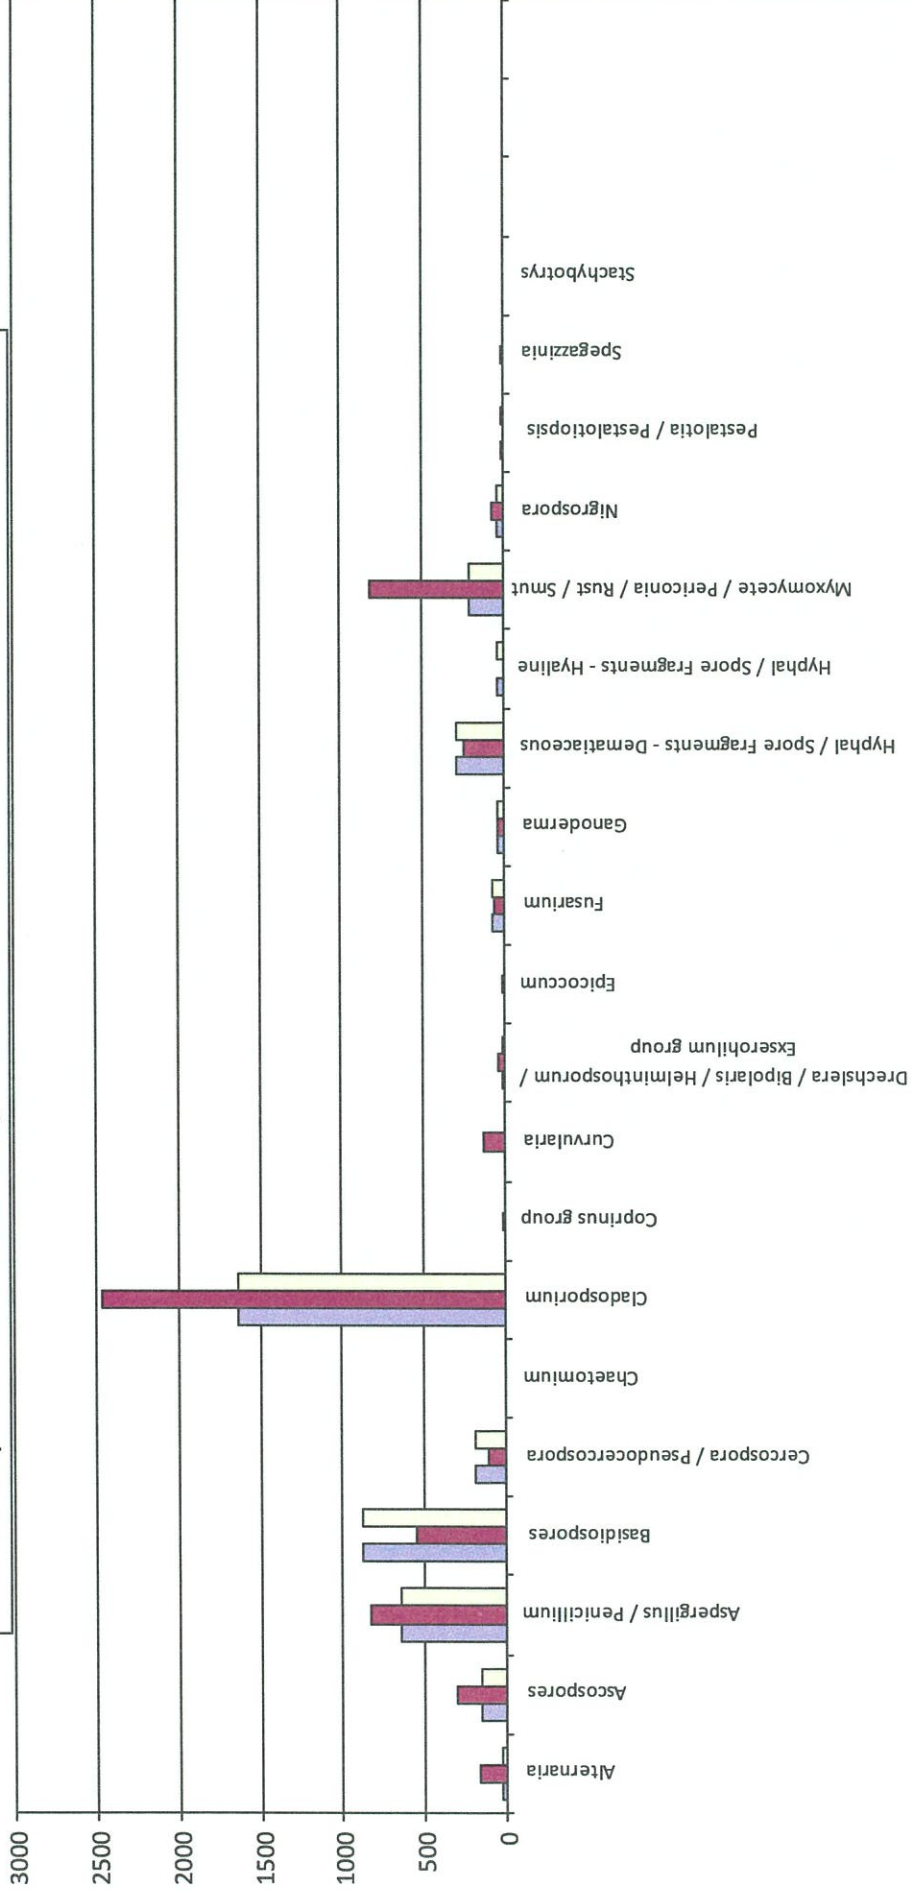 3000
2500
2000
1500
1000
500
0
Alternaria
Ascospores
Aspergillus / Penicillium
Basidiospores
Cercospora / Pseudocercospora
Chaetomium
Cladosporium
Coprinus group
Curvularia
Drechslera / Bipolaris / Helminthosporum /
Exserohilum group
Epicoccum
Fusarium
Ganoderma
Hyphal / Spore Fragments - Dematiaceous
Hyphal / Spore Fragments - Hyaline
Myxomycete / Periconia / Rust / Smut
Nigrospora
Pestalotia / Pestalotiopsis
Spegazzinia
Stachybotrys